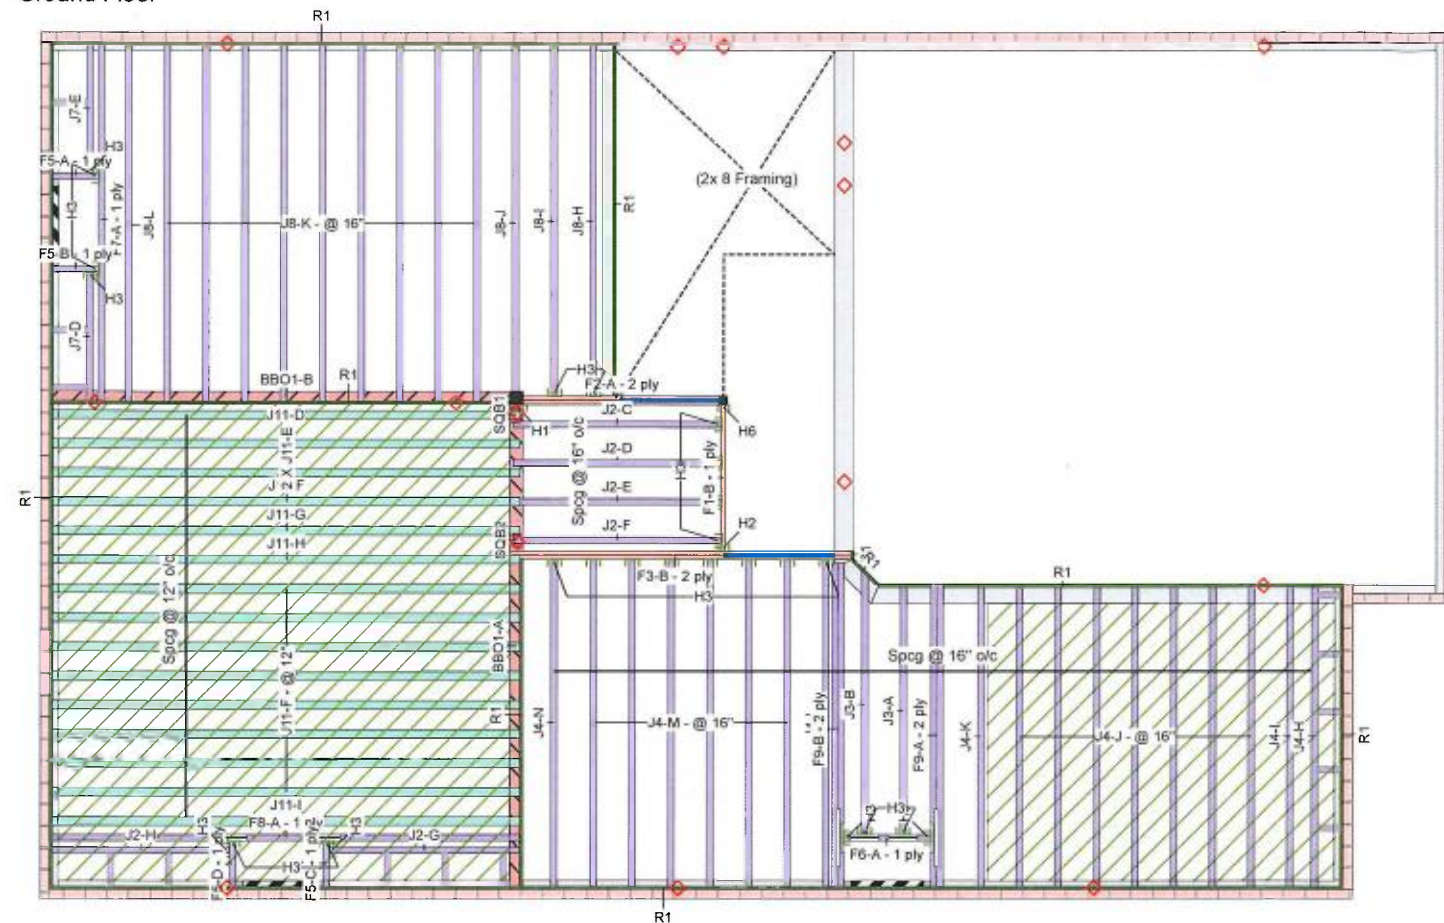 Ground Floor
R1
J7-E
H3
F5-A - 1 ply
H3
F7-A - 1 ply
J8-L
J8-K - @ 16"
J8-J
J8-I
J8-H
R1
(2x 8 Framing)
F5-B - 1 ply
H3
J7-D
BBO1-B
R1
H3
F2-A - 2 ply
J2-C
SQB1
H1
H6
J11-D
2 X J11-E
J11-G
J11-H
Spcg @ 16" o/c
J2-D
J2-E
J2-F
H3
F1-B - 1 ply
H2
SQB2
R1
Spcg @ 12" o/c
F3-B - 2 ply
H3
R1
R1
J11-F - @ 12"
BBO1-A
R1
Spcg @ 16" o/c
J4-N
J4-M - @ 16"
F9-B - 2 ply
J3-B
J3-A
F9-A - 2 ply
J4-K
J4-J - @ 16"
J4-I
J4-H
R1
J11-I
J2-H
H3
F8-A - 1
H3
J2-G
H3
H3
H3
F6-A - 1 ply
F5-D - 1 ply
H3
F5-C - 1 ply
R1